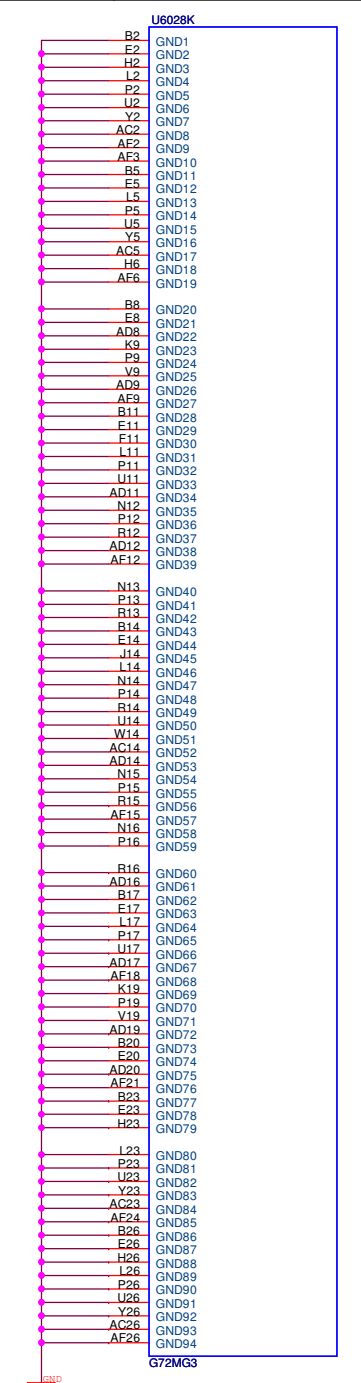 U6028K
B2 GND1
E2 GND2
H2 GND3
L2 GND4
P2 GND5
U2 GND6
Y2 GND7
AC2 GND8
AF2 GND9
AF3 GND10
B5 GND11
E5 GND12
L5 GND13
P5 GND14
U5 GND15
Y5 GND16
AC5 GND17
H6 GND18
AF6 GND19
B8 GND20
E8 GND21
AD8 GND22
K9 GND23
P9 GND24
V9 GND25
AD9 GND26
AF9 GND27
B11 GND28
E11 GND29
F11 GND30
L11 GND31
P11 GND32
U11 GND33
AD11 GND34
N12 GND35
P12 GND36
R12 GND37
AD12 GND38
AF12 GND39
N13 GND40
P13 GND41
R13 GND42
B14 GND43
E14 GND44
J14 GND45
L14 GND46
N14 GND47
P14 GND48
R14 GND49
U14 GND50
W14 GND51
AC14 GND52
AD14 GND53
N15 GND54
P15 GND55
R15 GND56
AF15 GND57
N16 GND58
P16 GND59
R16 GND60
AD16 GND61
B17 GND62
E17 GND63
L17 GND64
P17 GND65
U17 GND66
AD17 GND67
AF18 GND68
K19 GND69
P19 GND70
V19 GND71
AD19 GND72
B20 GND73
E20 GND74
AD20 GND75
AF21 GND76
B23 GND77
E23 GND78
H23 GND79
L23 GND80
P23 GND81
U23 GND82
Y23 GND83
AC23 GND84
AF24 GND85
B26 GND86
E26 GND87
H26 GND88
L26 GND89
P26 GND90
U26 GND91
Y26 GND92
AC26 GND93
AF26 GND94
G72MG3
GND